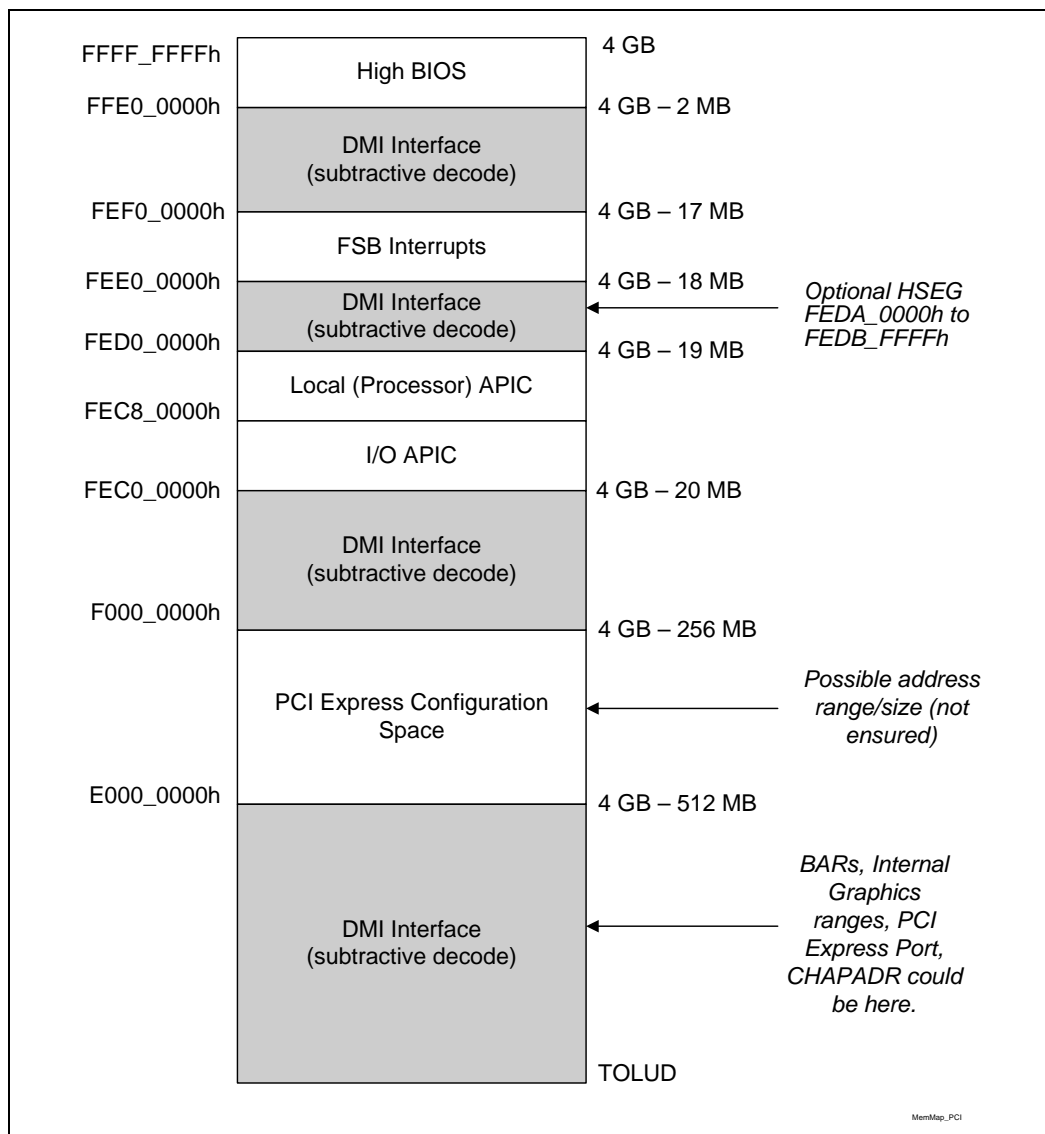 FFFF_FFFFh
4 GB
High BIOS
FFE0_0000h
4 GB – 2 MB
DMI Interface
(subtractive decode)
FEF0_0000h
4 GB – 17 MB
FSB Interrupts
FEE0_0000h
4 GB – 18 MB
DMI Interface
(subtractive decode)
Optional HSEG
FEDA_0000h to
FEDB_FFFFh
FED0_0000h
4 GB – 19 MB
Local (Processor) APIC
FEC8_0000h
I/O APIC
FEC0_0000h
4 GB – 20 MB
DMI Interface
(subtractive decode)
F000_0000h
4 GB – 256 MB
PCI Express Configuration
Space
Possible address
range/size (not
ensured)
E000_0000h
4 GB – 512 MB
DMI Interface
(subtractive decode)
BARs, Internal
Graphics
ranges, PCI
Express Port,
CHAPADR could
be here.
TOLUD
MemMap_PCI